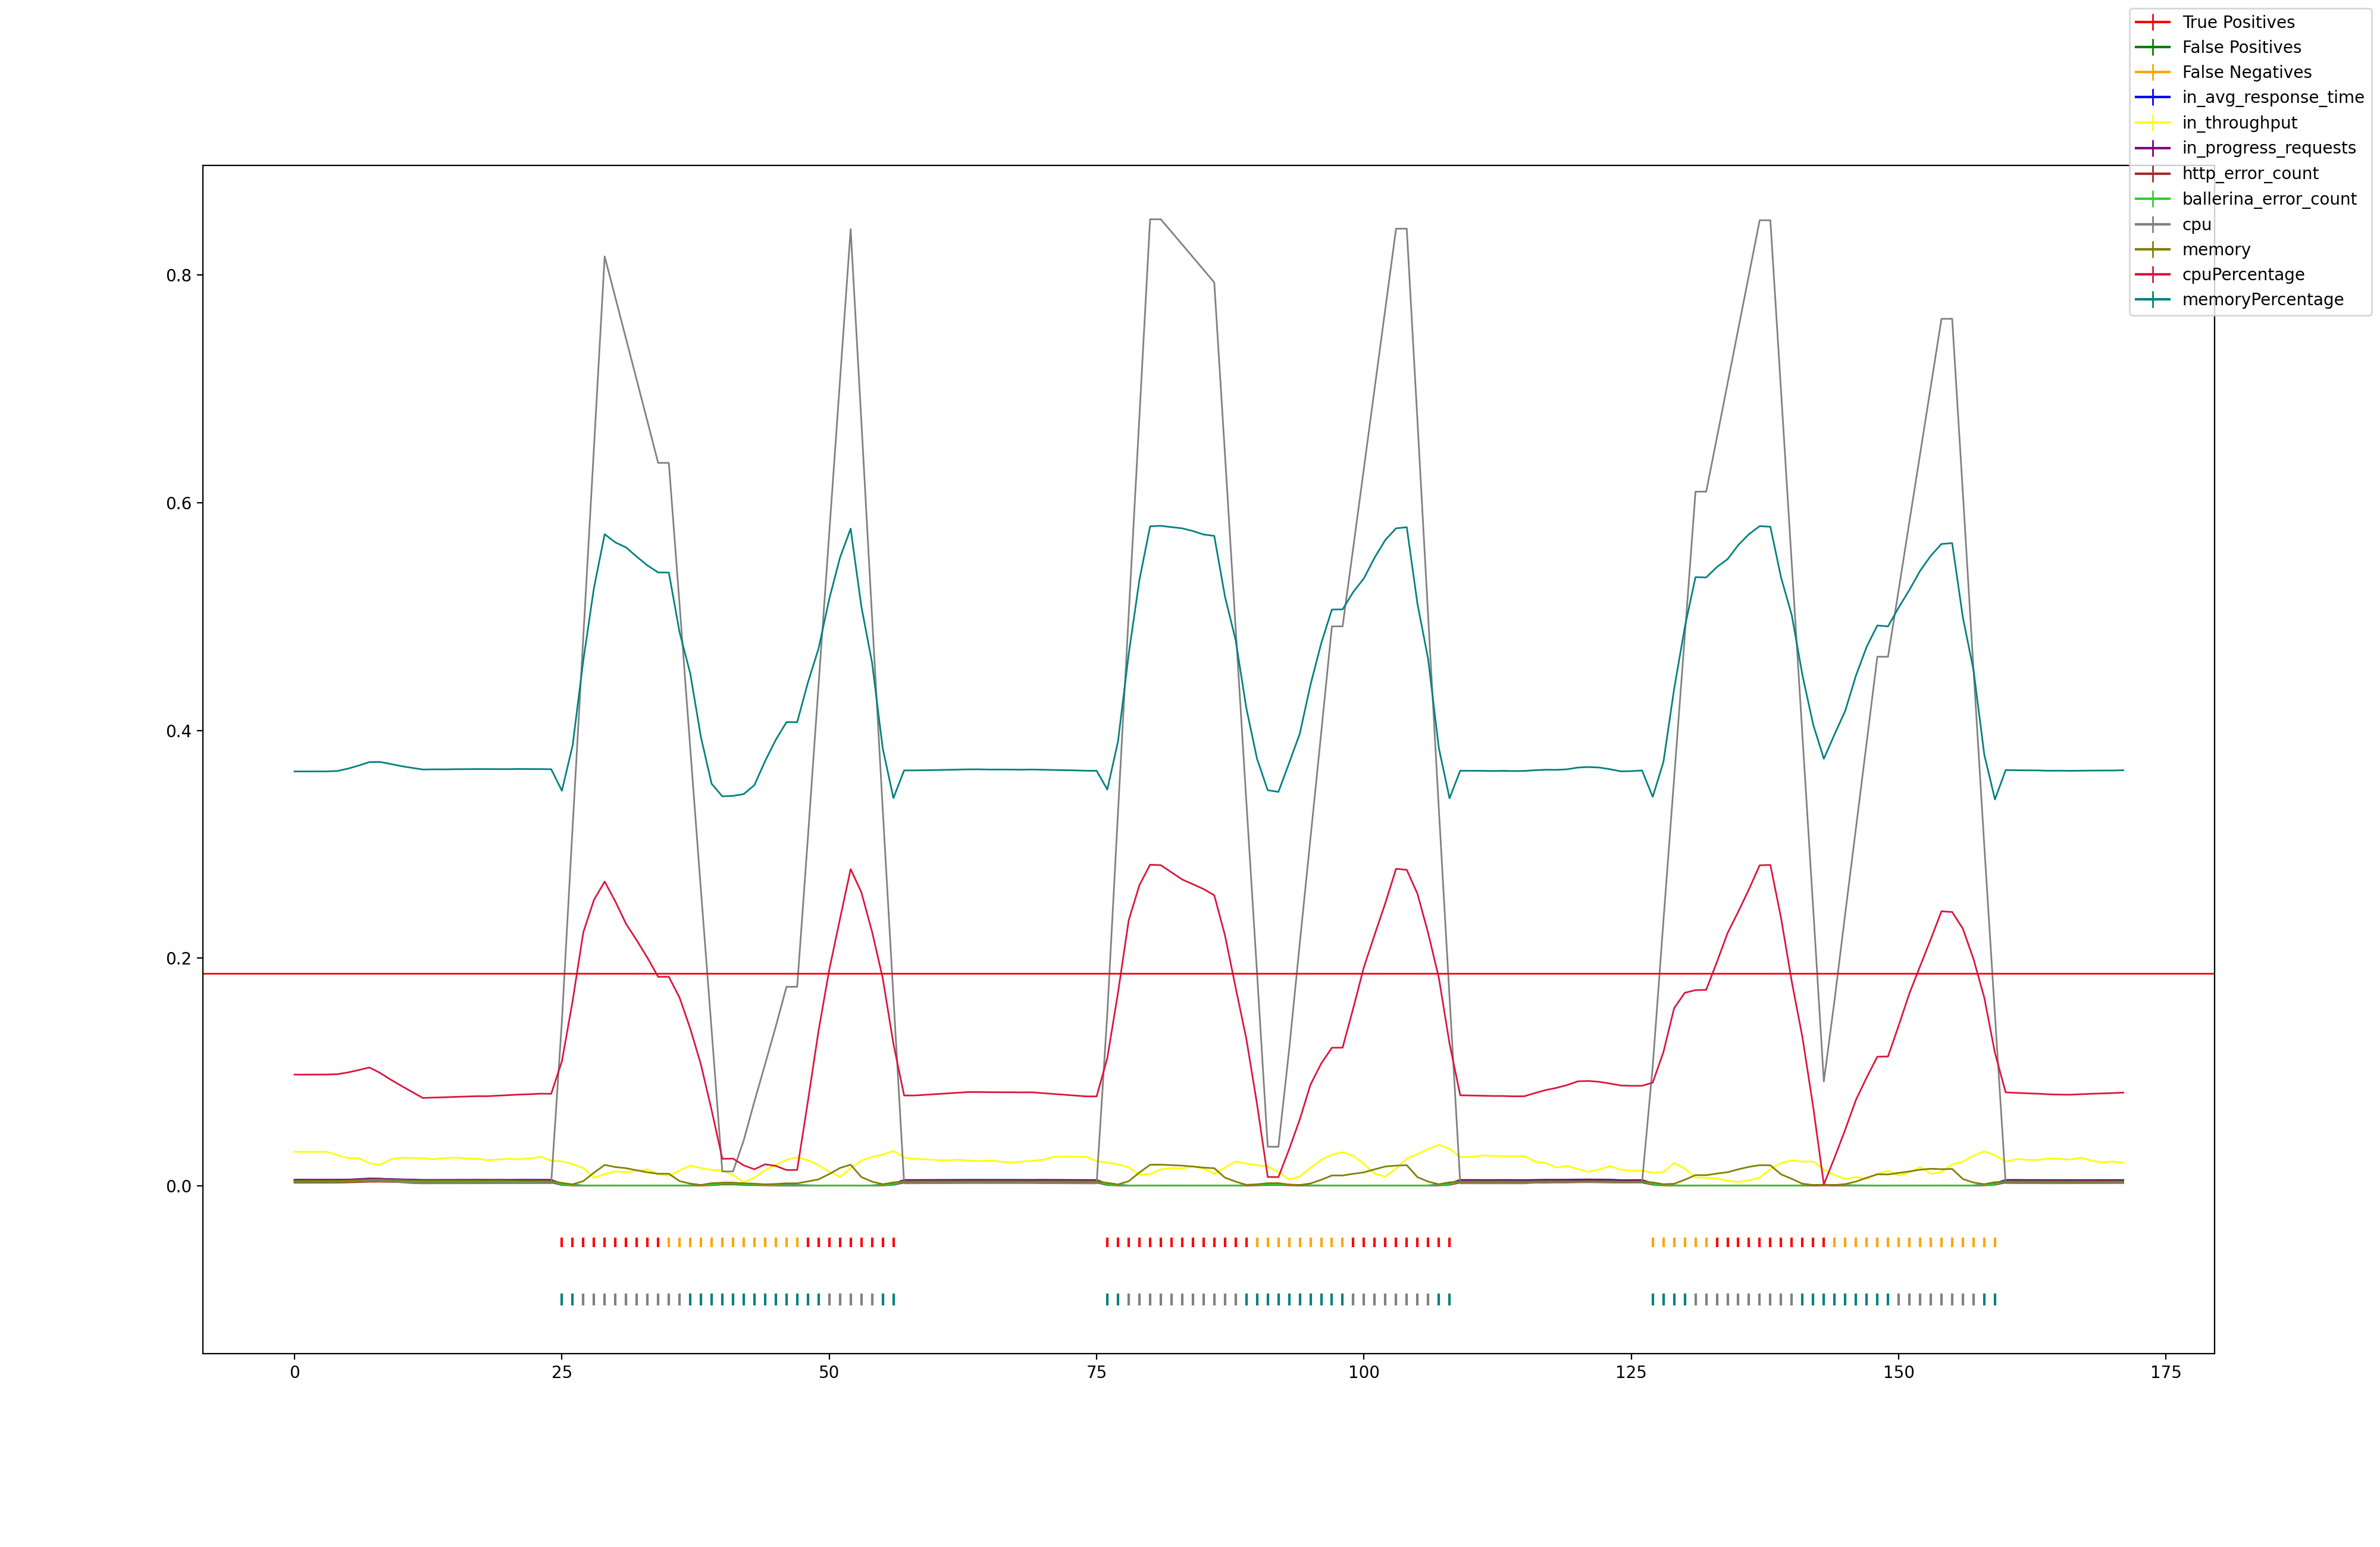 True Positives
False Positives
False Negatives
in_avg_response_time
in_throughput
in_progress_requests
http_error_count
ballerina_error_count
cpu
memory
cpuPercentage
memoryPercentage
0.8
0.6
0.4
0.2
0.0
0 25 50 75 100 125 150 175